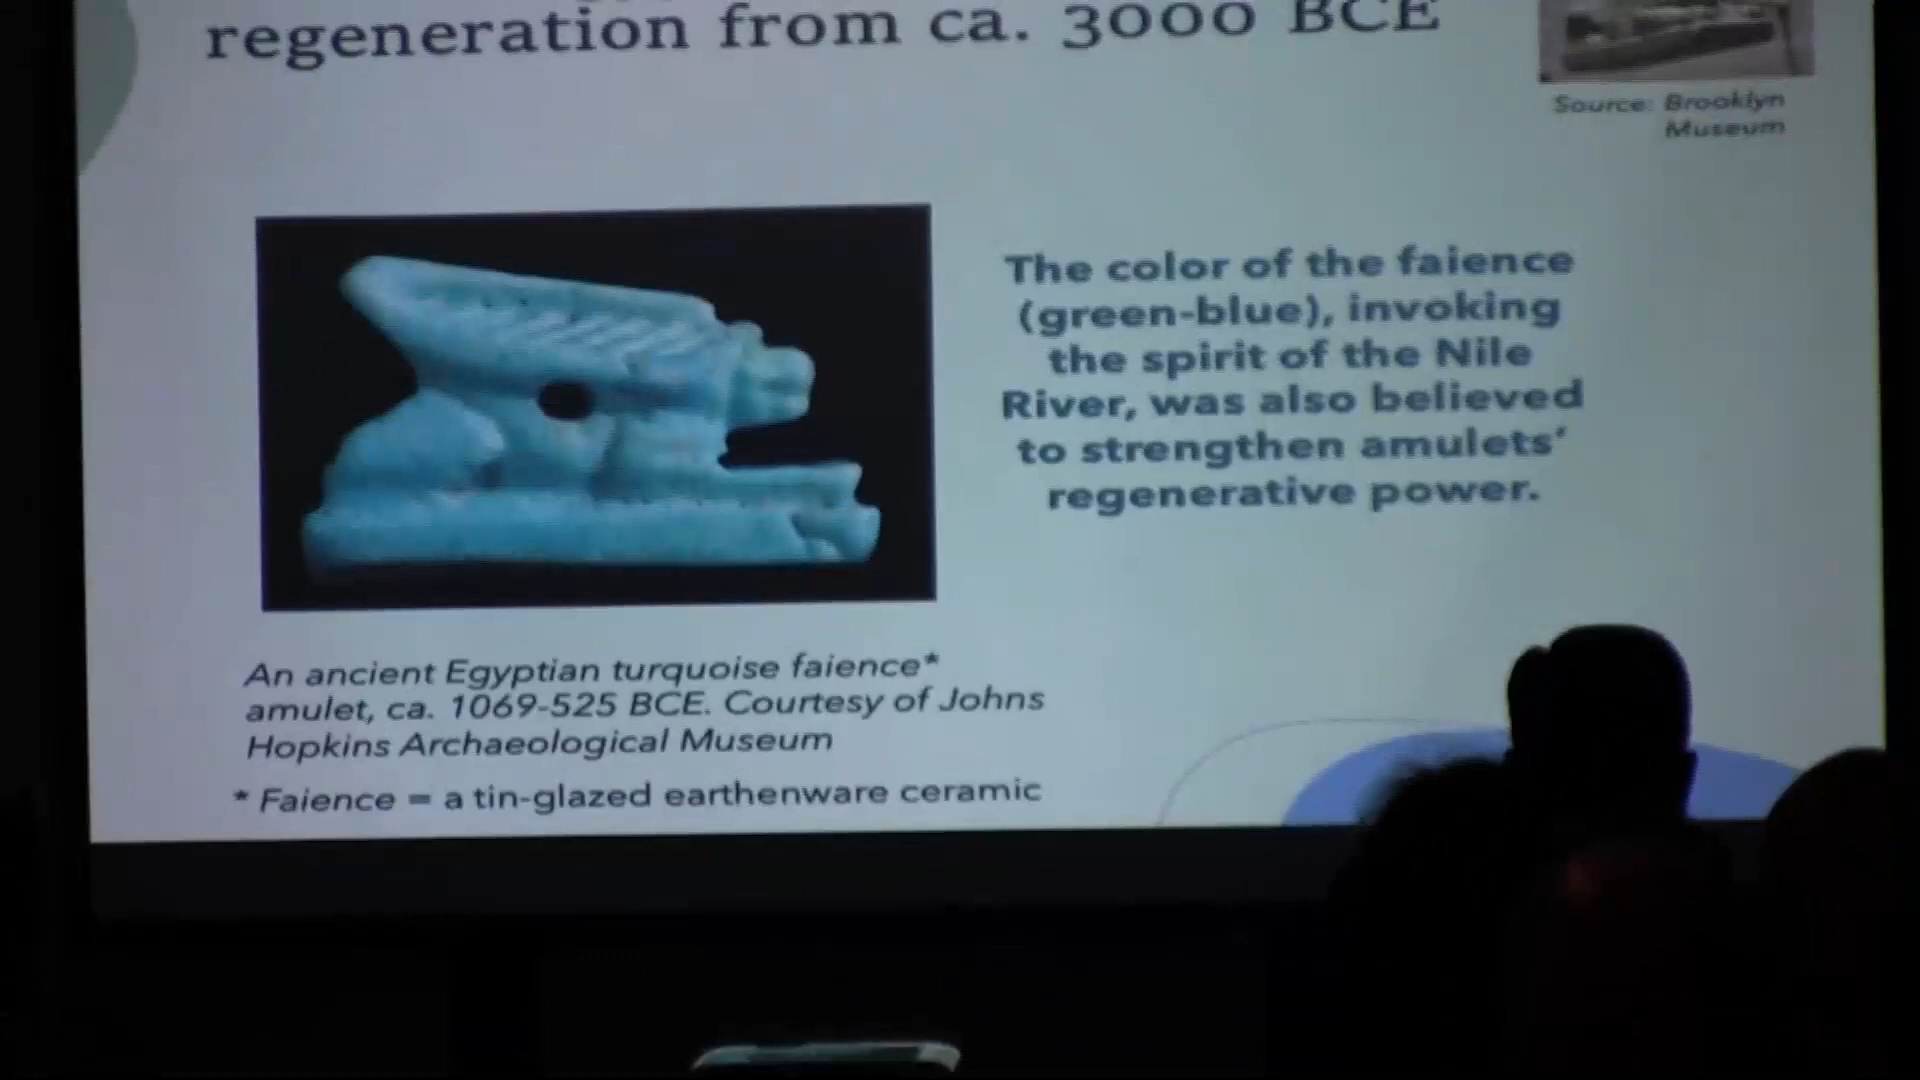 regeneration from ca. 3000 BCE
Source: Brooklyn
Museum
The color of the faience
(green-blue), invoking
the spirit of the Nile
River, was also believed
to strengthen amulets'
regenerative power.
An ancient Egyptian turquoise faience*
amulet, ca. 1069-525 BCE. Courtesy of Johns
Hopkins Archaeological Museum
* Faience = a tin-glazed earthenware ceramic